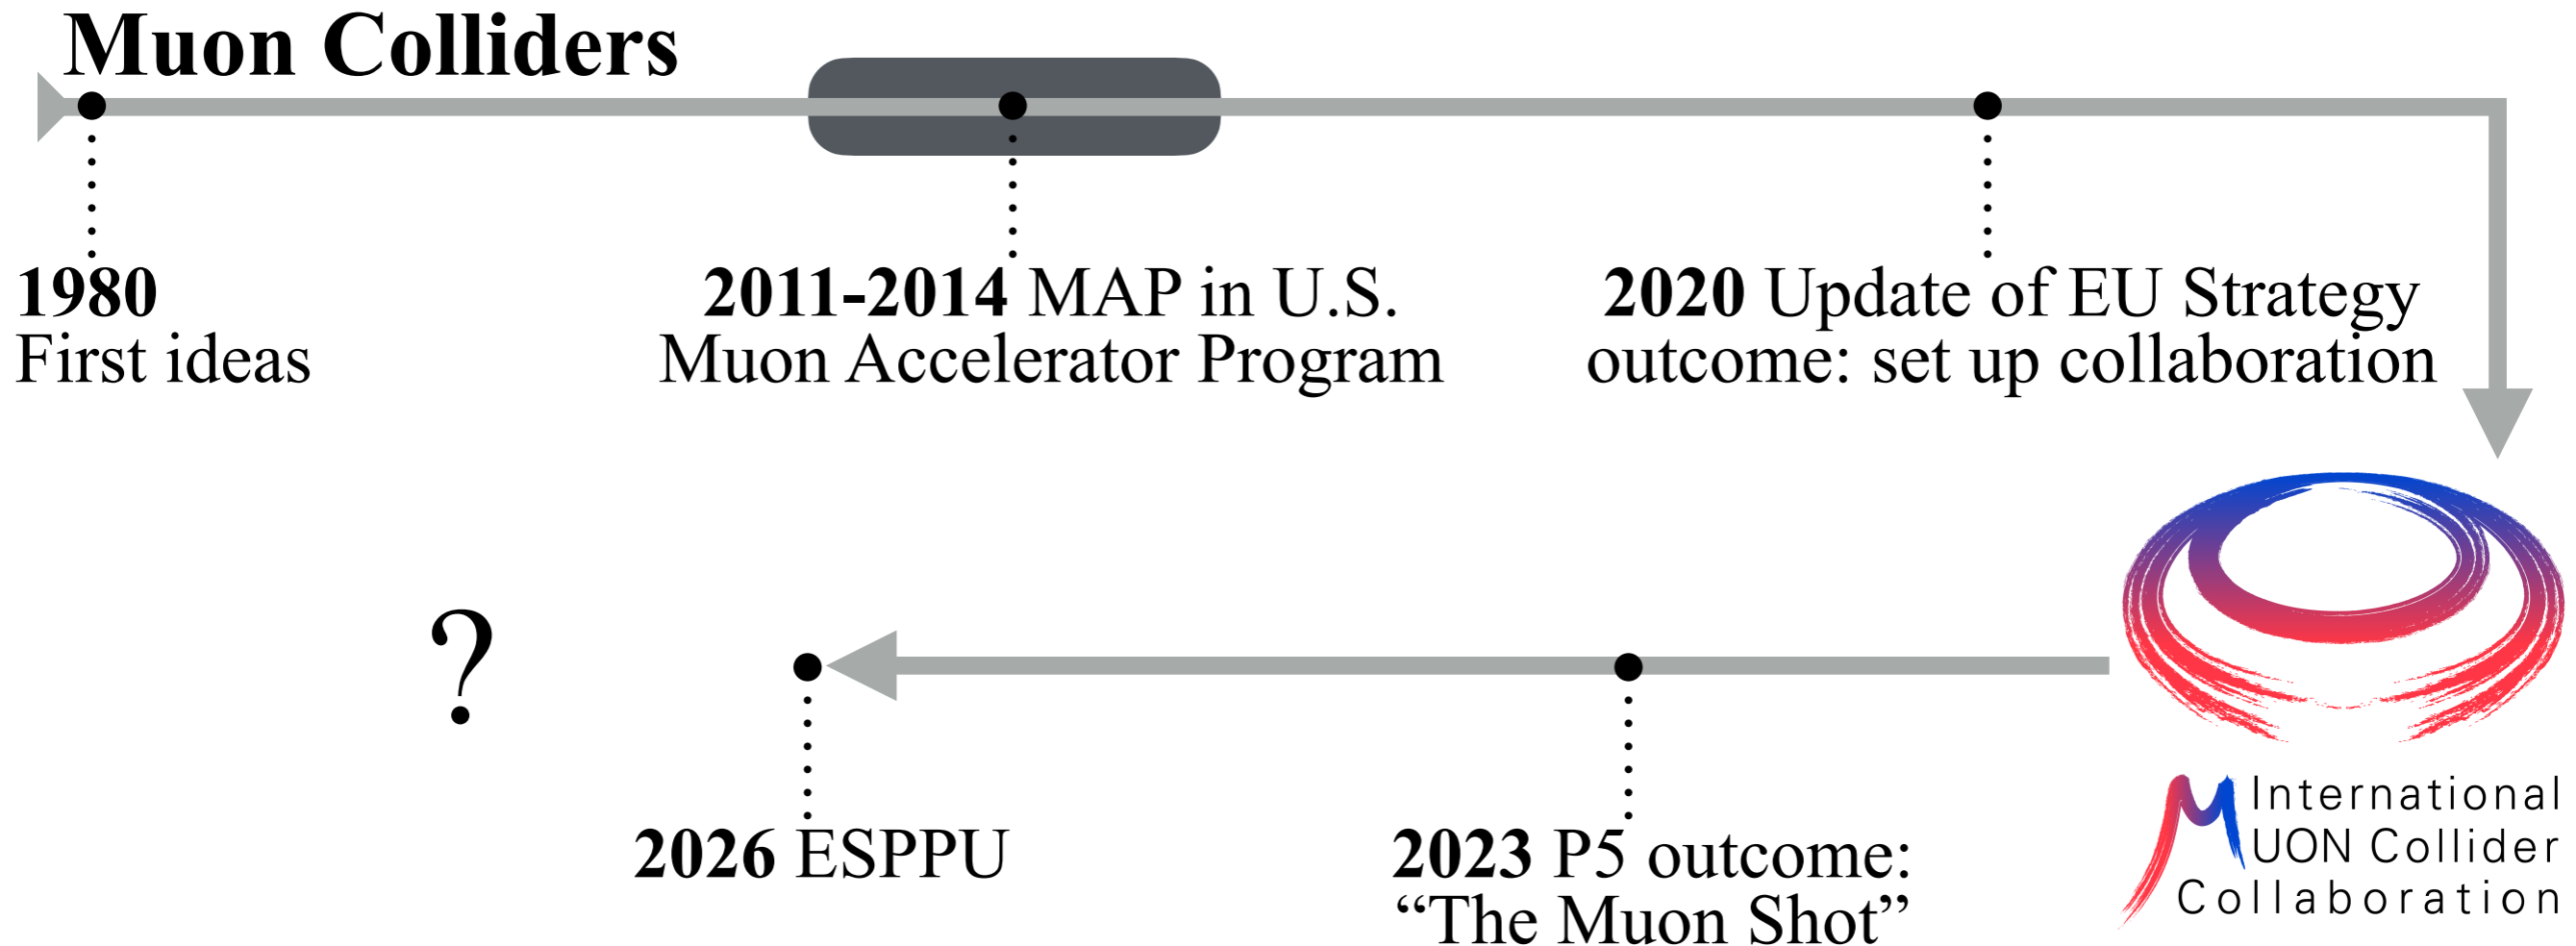 Muon Colliders
1980
First ideas
2011-2014 MAP in U.S.
Muon Accelerator Program
2020 Update of EU Strategy
outcome: set up collaboration
?
2026 ESPPU
2023 P5 outcome:
“The Muon Shot”
International
MUON Collider
Collaboration